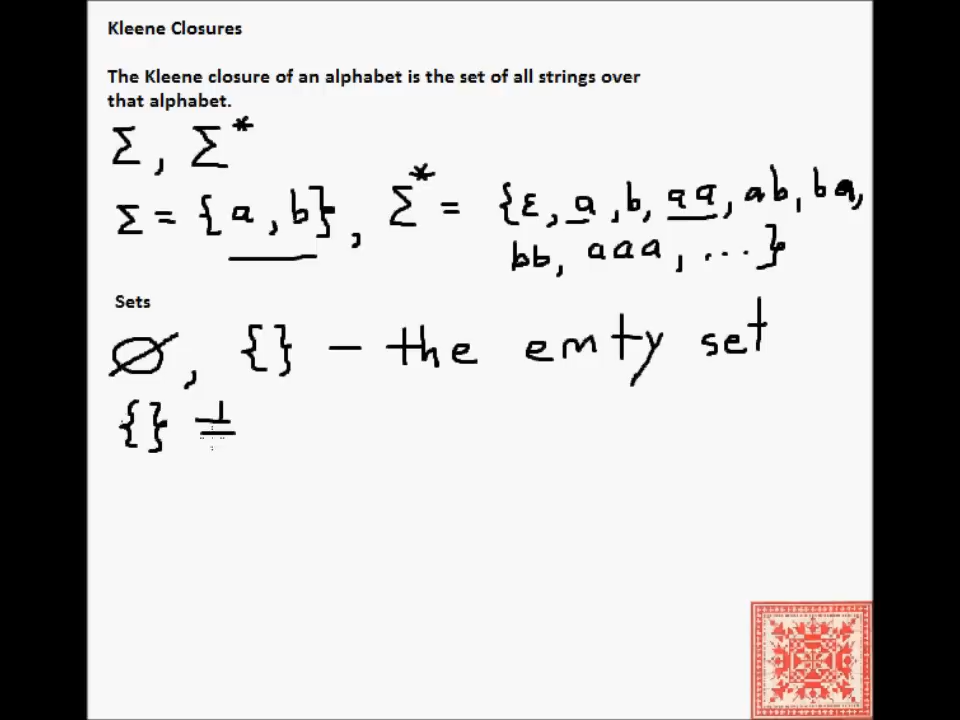 Kleene Closures
The Kleene closure of an alphabet is the set of all strings over
that alphabet.
Σ, Σ*
Σ = {a, b}, Σ* = {ε, a, b, aa, ab, ba,
bb, aaa, ...}
Sets
∅, {} - the emty set
{} ≠